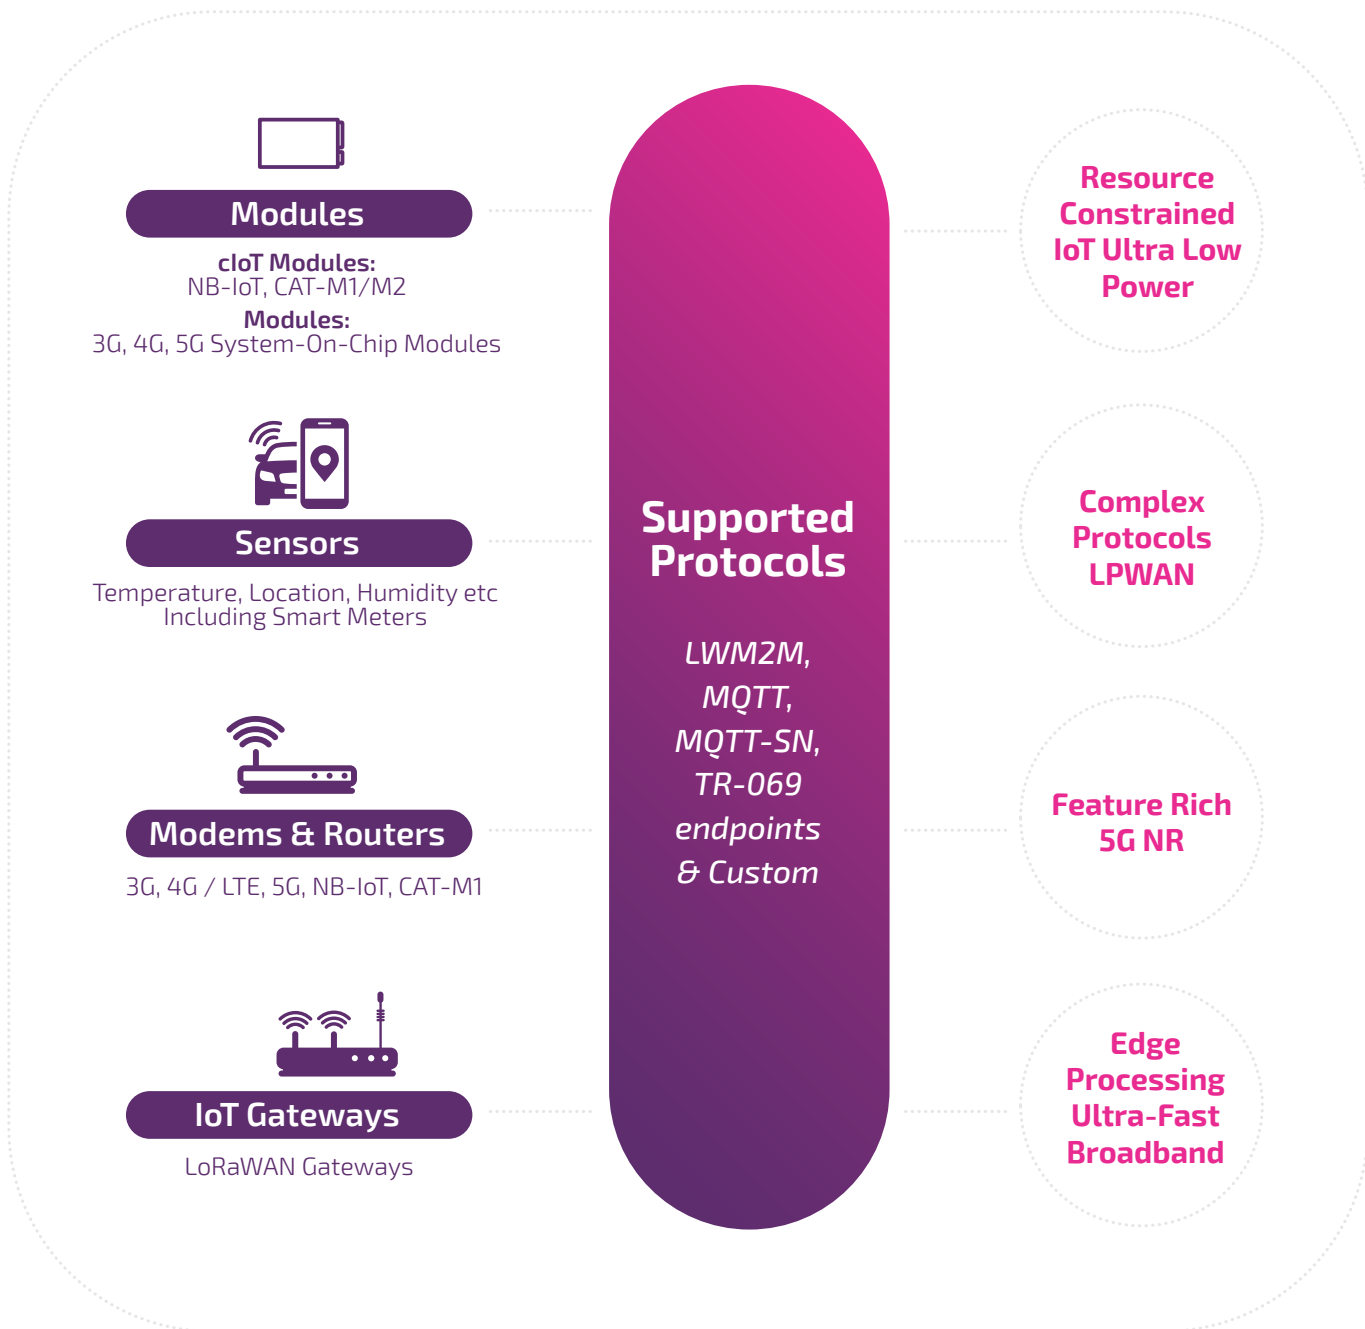 Modules
cIoT Modules:
NB-IoT, CAT-M1/M2
Modules:
3G, 4G, 5G System-On-Chip Modules
Sensors
Temperature, Location, Humidity etc
Including Smart Meters
Modems & Routers
3G, 4G / LTE, 5G, NB-IoT, CAT-M1
IoT Gateways
LoRaWAN Gateways
Supported
Protocols
LWM2M,
MQTT,
MQTT-SN,
TR-069
endpoints
& Custom
Resource
Constrained
IoT Ultra Low
Power
Complex
Protocols
LPWAN
Feature Rich
5G NR
Edge
Processing
Ultra-Fast
Broadband